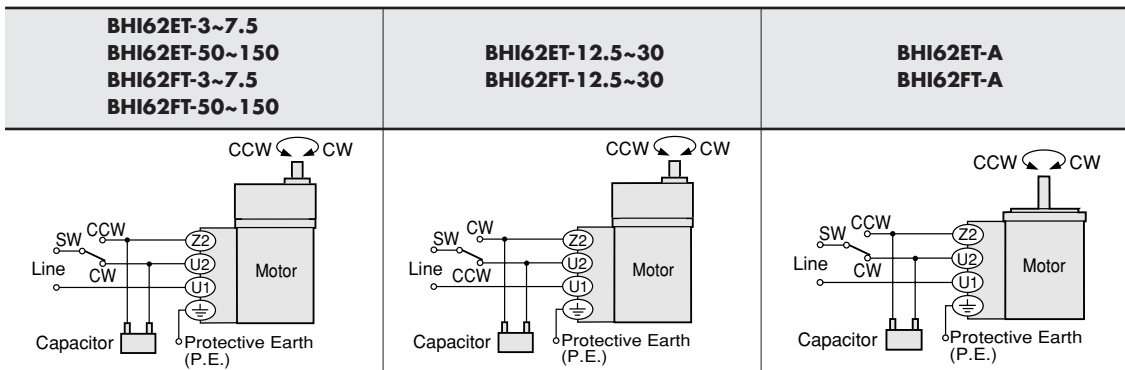 BHI62ET-3~7.5
BHI62ET-50~150
BHI62FT-3~7.5
BHI62FT-50~150
BHI62ET-12.5~30
BHI62FT-12.5~30
BHI62ET-A
BHI62FT-A
CCW CW
CCW
SW
Z2
U2
CW
Line
U1
Motor
Capacitor
Protective Earth
(P.E.)
CCW CW
CW
SW
Z2
U2
CCW
Line
U1
Motor
Capacitor
Protective Earth
(P.E.)
CCW CW
CCW
SW
Z2
U2
CW
Line
U1
Motor
Capacitor
Protective Earth
(P.E.)